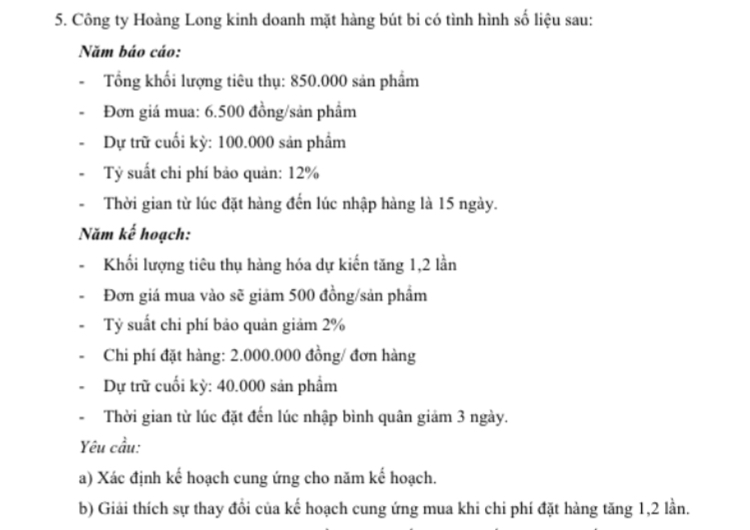 5. Công ty Hoàng Long kinh doanh mặt hàng bút bi có tình hình số liệu sau:
Năm báo cáo:
- Tổng khối lượng tiêu thụ: 850.000 sản phẩm
- Đơn giá mua: 6.500 đồng/sản phẩm
- Dự trữ cuối kỳ: 100.000 sản phẩm
- Tỷ suất chi phí bảo quản: 12%
- Thời gian từ lúc đặt hàng đến lúc nhập hàng là 15 ngày.
Năm kế hoạch:
- Khối lượng tiêu thụ hàng hóa dự kiến tăng 1,2 lần
- Đơn giá mua vào sẽ giảm 500 đồng/sản phẩm
- Tỷ suất chi phí bảo quản giảm 2%
- Chi phí đặt hàng: 2.000.000 đồng/ đơn hàng
- Dự trữ cuối kỳ: 40.000 sản phẩm
- Thời gian từ lúc đặt đến lúc nhập bình quân giảm 3 ngày.
Yêu cầu:
a) Xác định kế hoạch cung ứng cho năm kế hoạch.
b) Giải thích sự thay đổi của kế hoạch cung ứng mua khi chi phí đặt hàng tăng 1,2 lần.